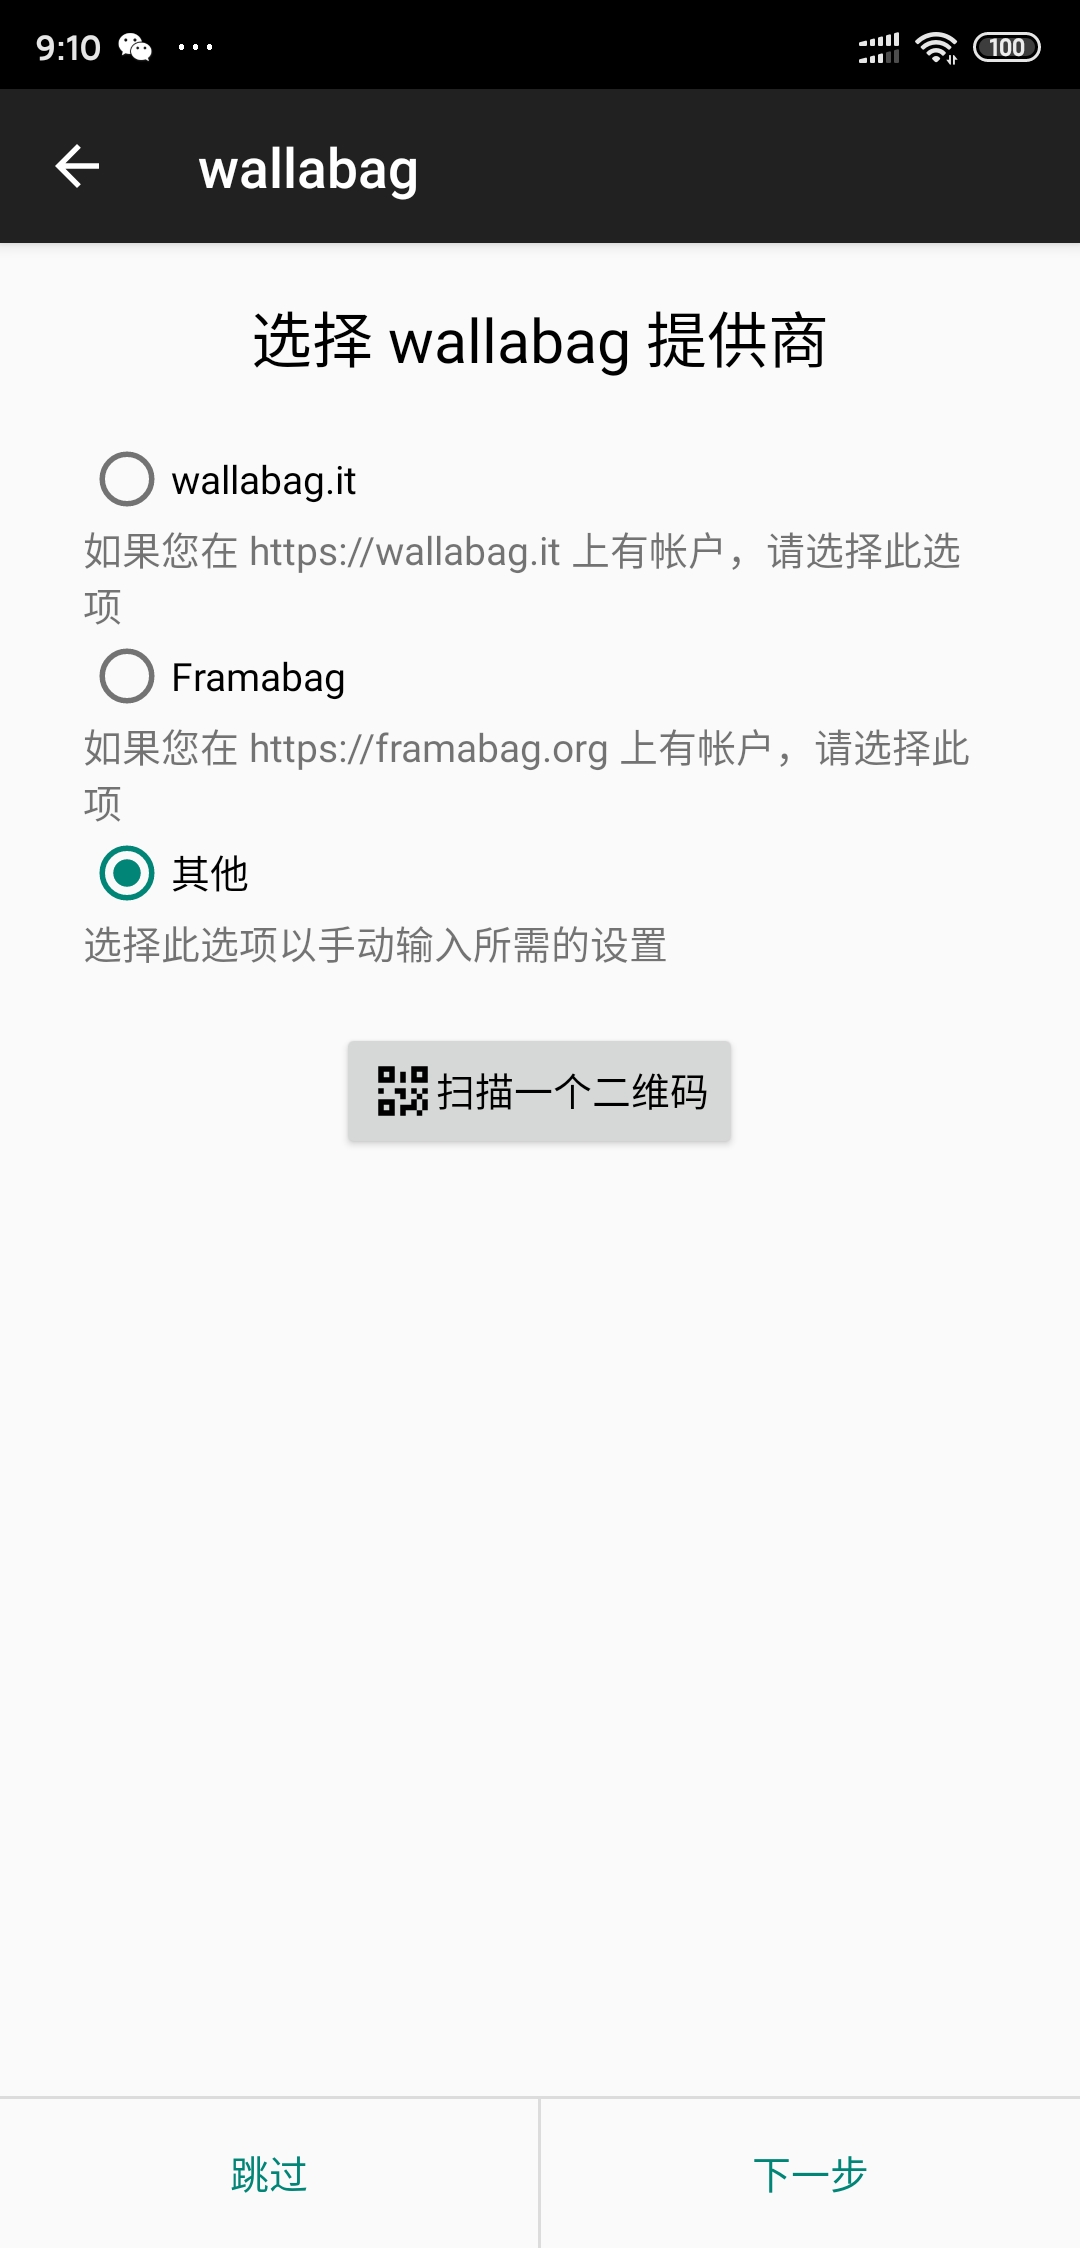 9:10
100
wallabag
选择 wallabag 提供商
wallabag.it
如果您在 https://wallabag.it 上有帐户，请选择此选
项
Framabag
如果您在 https://framabag.org 上有帐户，请选择此
项
其他
选择此选项以手动输入所需的设置
扫描一个二维码
跳过
下一步